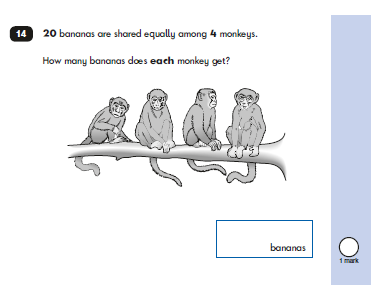 14 20 bananas are shared equally among 4 monkeys.
How many bananas does each monkey get?
bananas
1 mark